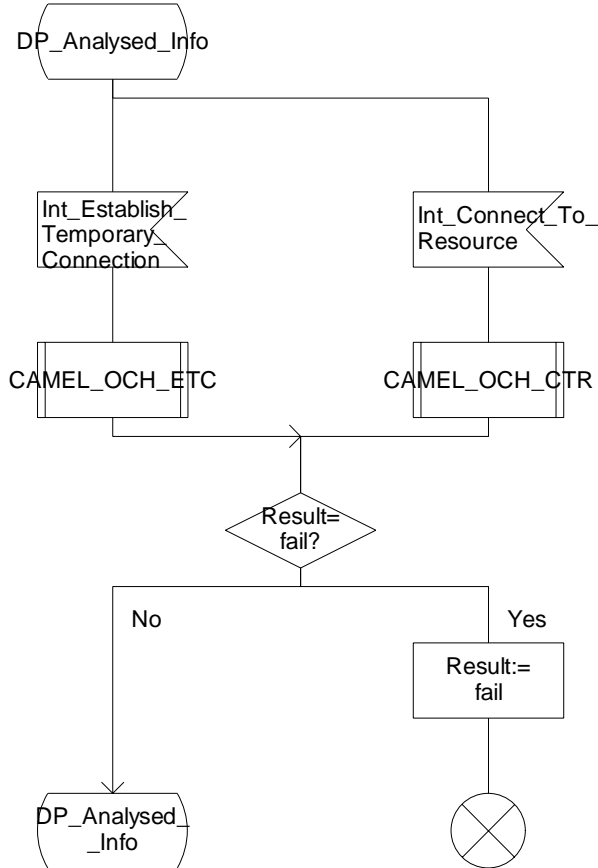 DP_Analysed_Info
Int_Establish_
Temporary_
Connection
Int_Connect_To_
Resource
CAMEL_OCH_ETC
CAMEL_OCH_CTR
Result=
fail?
No
Yes
Result:=
fail
DP_Analysed_
_Info